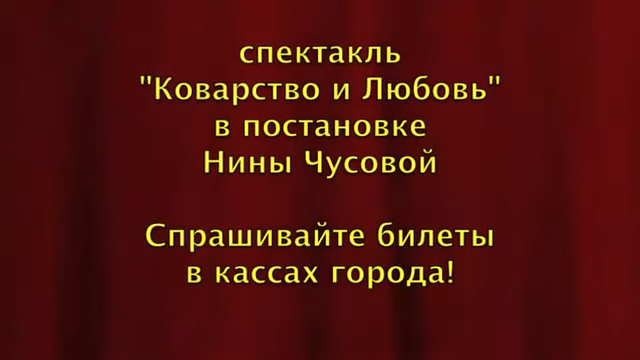 спектакль
"Коварство и Любовь"
в постановке
Нины Чусовой
Спрашивайте билеты
в кассах города!